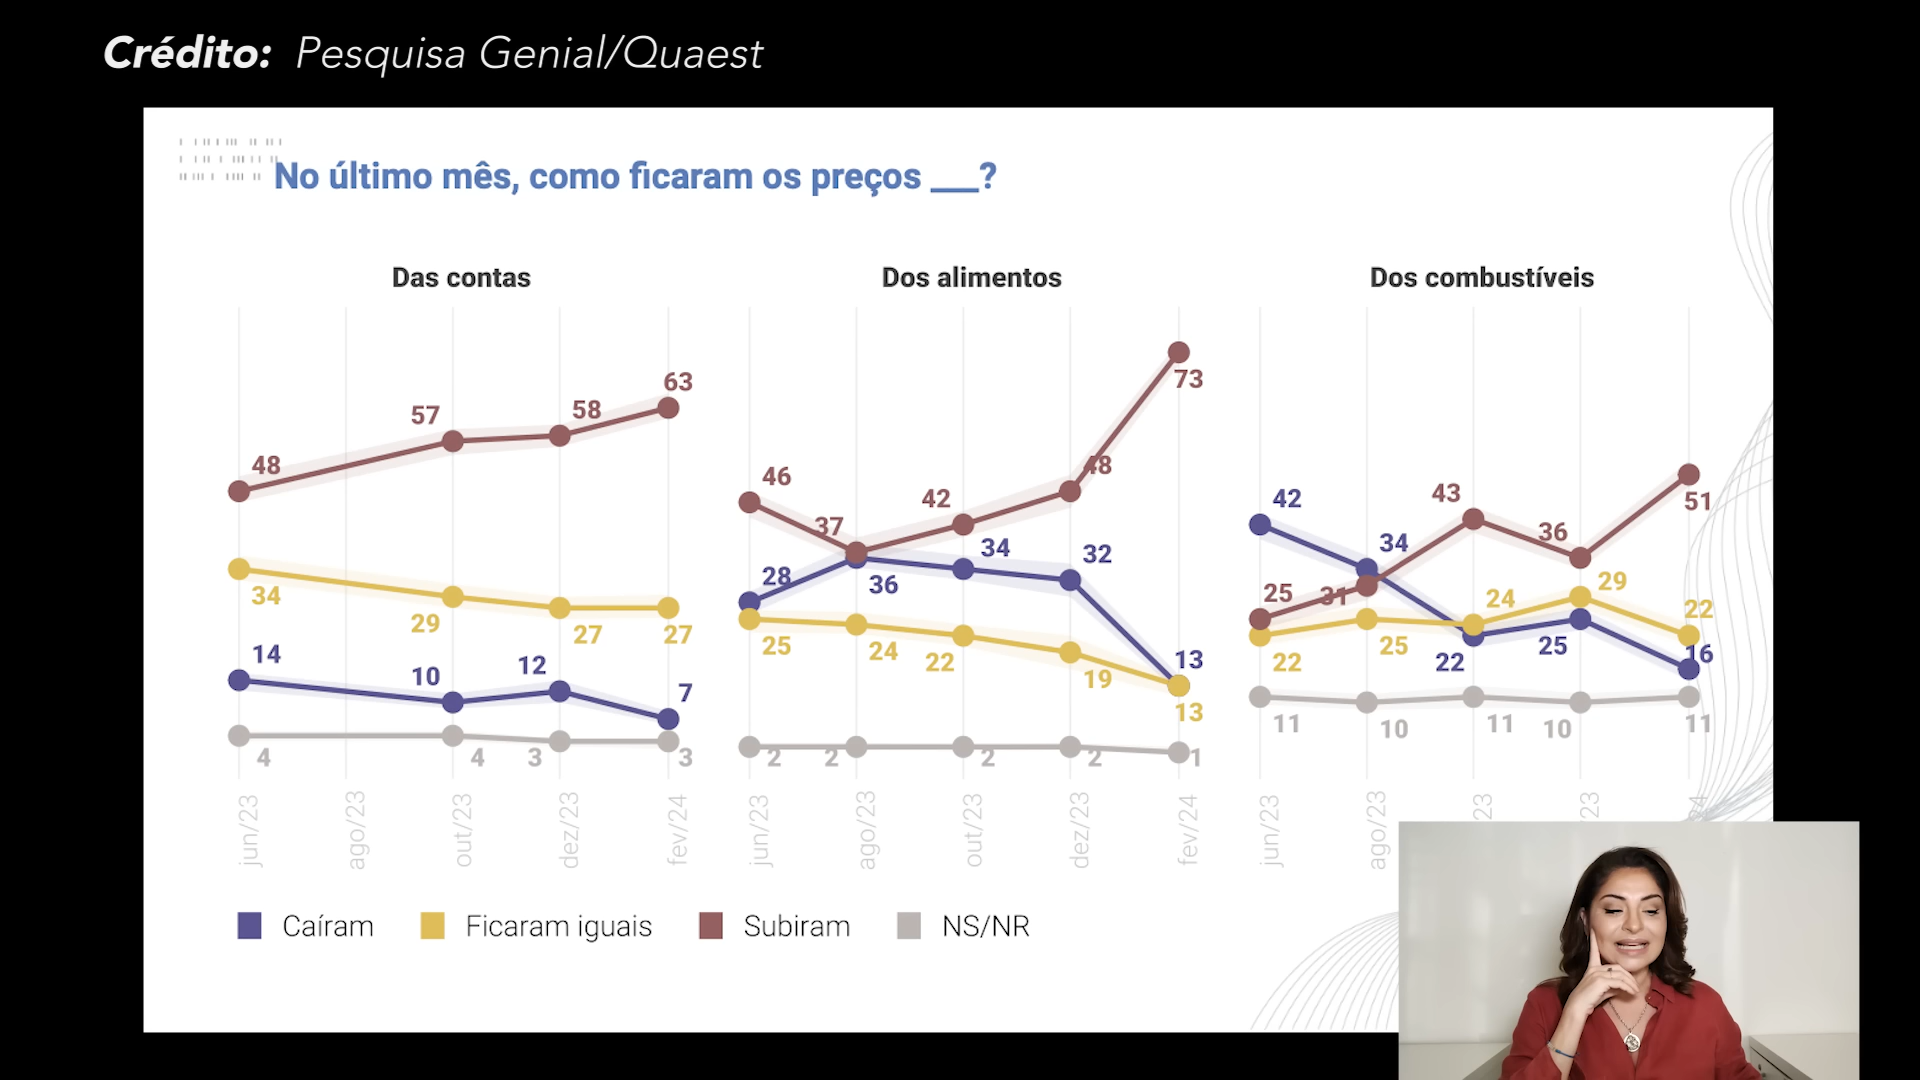 Crédito: Pesquisa Genial/Quaest
No último mês, como ficaram os preços ___?
Das contas
48
57
58
63
34
29
27
27
14
10
12
7
4
4
3
3
jun/23
ago/23
out/23
dez/23
fev/24
Dos alimentos
46
37
42
48
73
28
36
34
32
13
25
24
22
19
13
2
2
2
2
1
jun/23
ago/23
out/23
dez/23
fev/24
Dos combustíveis
42
34
22
25
16
25
31
43
36
51
22
25
24
29
22
11
10
11
10
11
jun/23
ago/23
23
23
24
Caíram
Ficaram iguais
Subiram
NS/NR